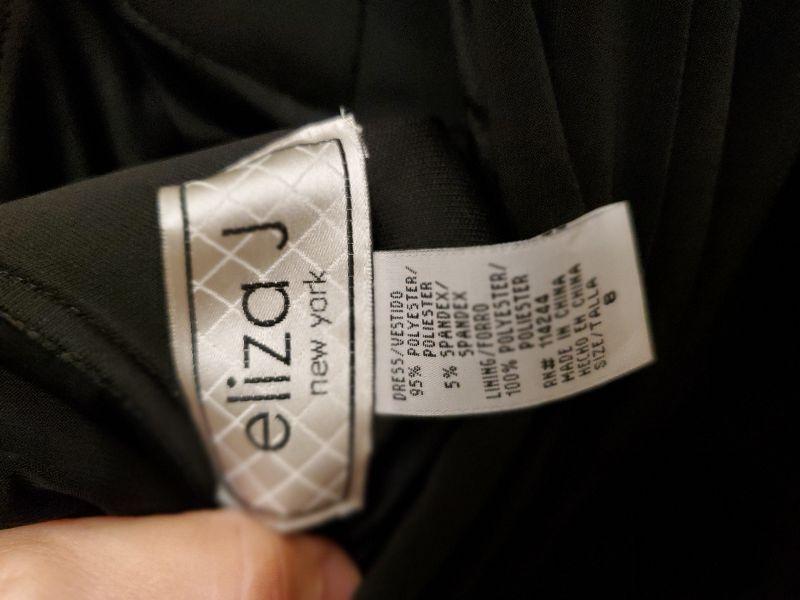 eliza J
new york
DRESS/VESTIDO
95% POLYESTER/
POLIESTER
5% SPANDEX/
SPANDEX
LINING/FORRO
100% POLYESTER/
POLIESTER
RN# 114244
MADE IN CHINA
HECHO EN CHINA
SIZE/TALLA
8